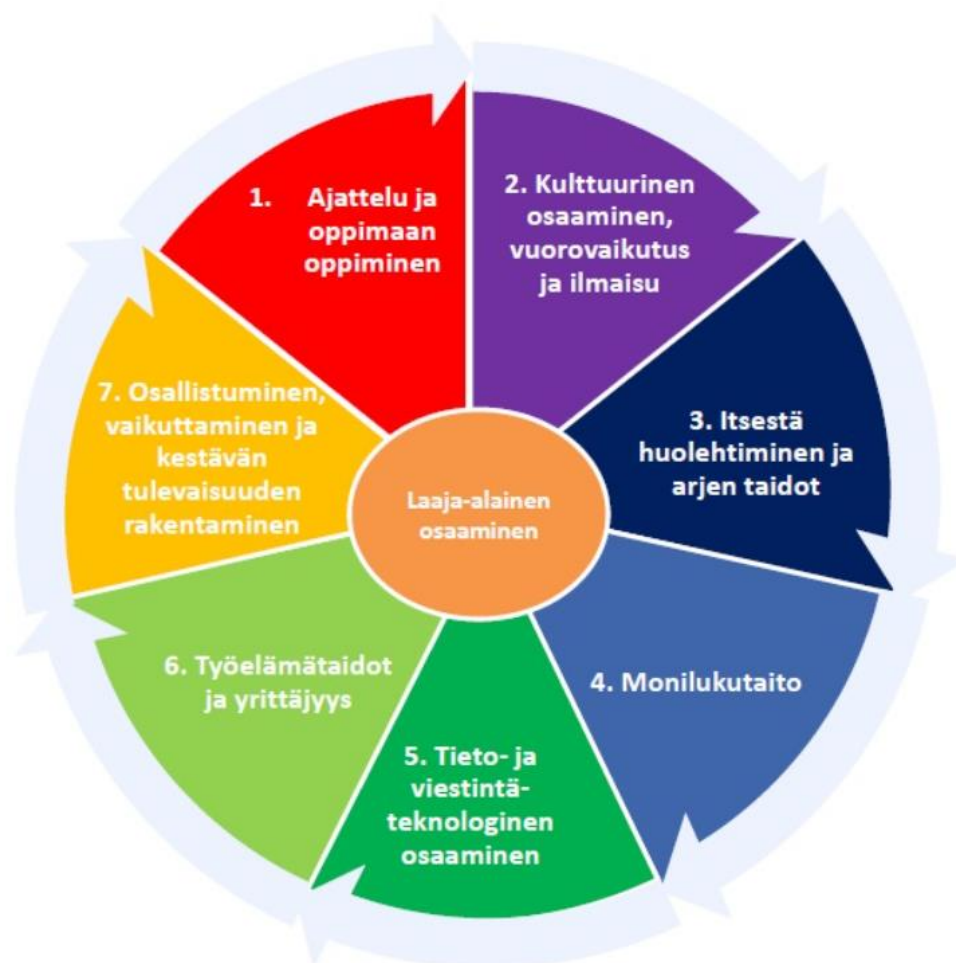 1. Ajattelu ja
oppimaan
oppiminen
2. Kulttuurinen
osaaminen,
vuorovaikutus
ja ilmaisu
3. Itsestä
huolehtiminen ja
arjen taidot
4. Monilukutaito
5. Tieto- ja
viestintä-
teknologinen
osaaminen
6. Työelämätaidot
ja yrittäjyys
7. Osallistuminen,
vaikuttaminen ja
kestävän
tulevaisuuden
rakentaminen
Laaja-alainen
osaaminen